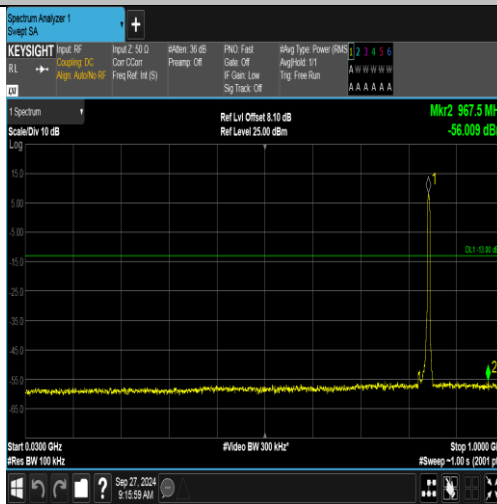 Spectrum Analyzer 1
Swept SA
+
KEYSIGHT
RL
Input: RF
Coupling: DC
Align: Auto/No RF
Input Z: 50 Ω
Corr CCorr
Freq Ref: Int (S)
#Atten: 36 dB
Preamp: Off
PNO: Fast
Gate: Off
IF Gain: Low
Sig Track: Off
#Avg Type: Power (RMS
Avg|Hold: 1/1
Trig: Free Run
1 2 3 4 5 6
A W W W W W
A A A A A A
1 Spectrum
Scale/Div 10 dB
Log
Ref Lvl Offset 8.10 dB
Ref Level 25.00 dBm
Mkr2 967.5 MH
-56.009 dB
15.0
5.00
-5.00
-15.0
-25.0
-35.0
-45.0
-55.0
-65.0
1
DL1 -13.00 dB
2
Start 0.0300 GHz
#Res BW 100 kHz
#Video BW 300 kHz*
Stop 1.0000 G
#Sweep ~1.00 s (2001 pt
?
Sep 27, 2024
9:15:59 AM